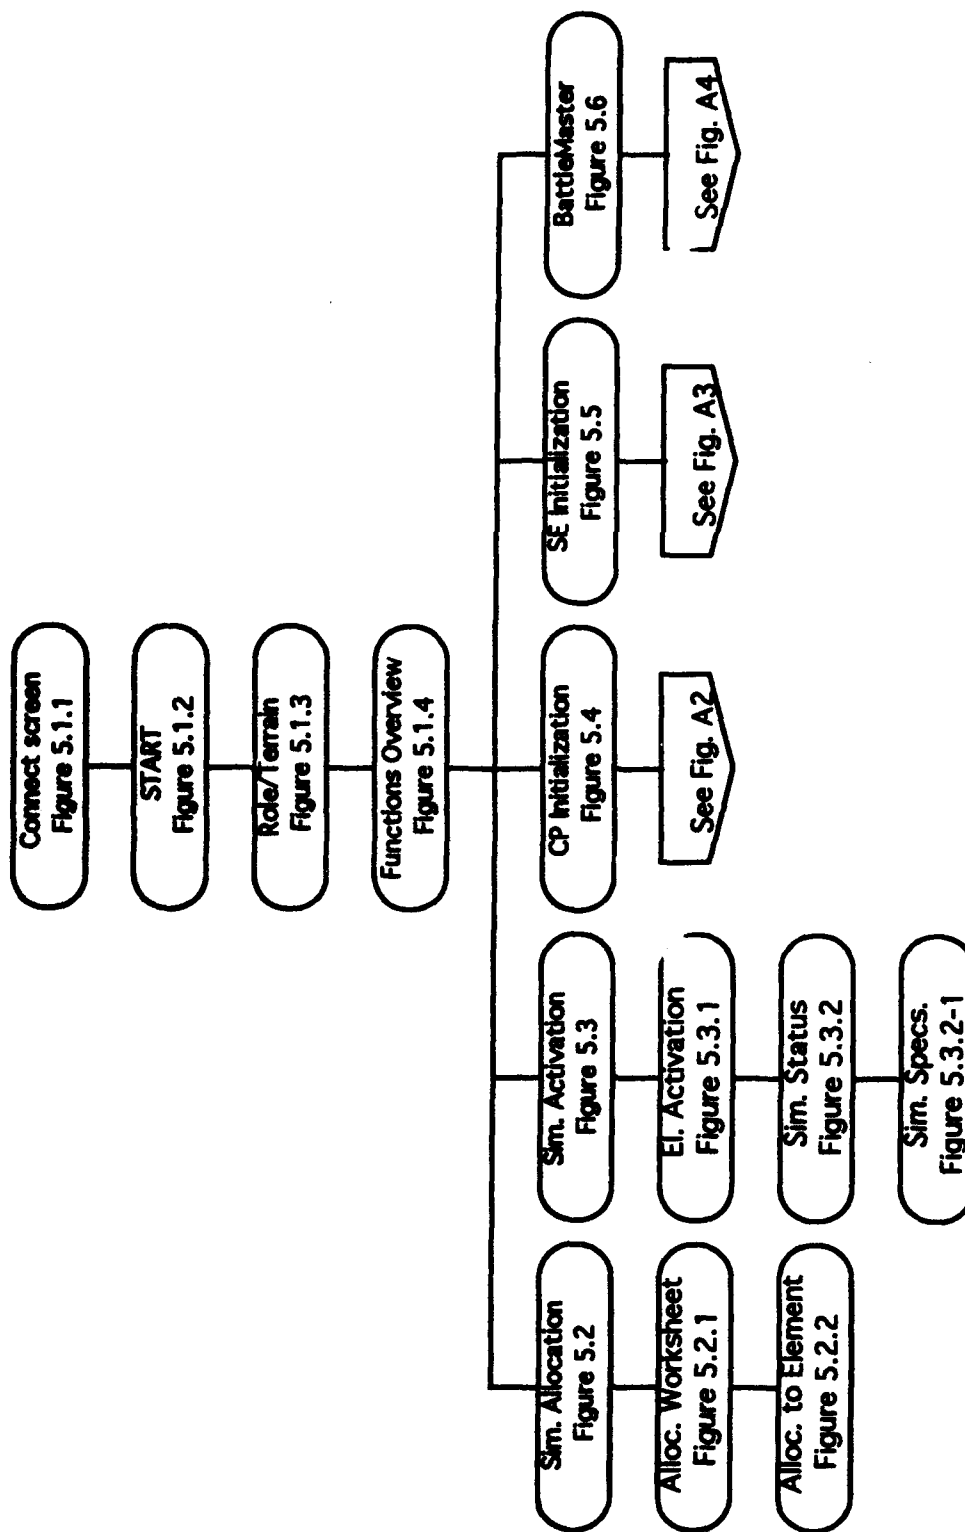 Connect screen
Figure 5.1.1
START
Figure 5.1.2
Role/Terrain
Figure 5.1.3
Functions Overview
Figure 5.1.4
Sim. Allocation
Figure 5.2
Alloc. Worksheet
Figure 5.2.1
Alloc. to Element
Figure 5.2.2
Sim. Activation
Figure 5.3
El. Activation
Figure 5.3.1
Sim. Status
Figure 5.3.2
Sim. Specs.
Figure 5.3.2-1
CP Initialization
Figure 5.4
See Fig. A2
SE Initialization
Figure 5.5
See Fig. A3
BattleMaster
Figure 5.6
See Fig. A4